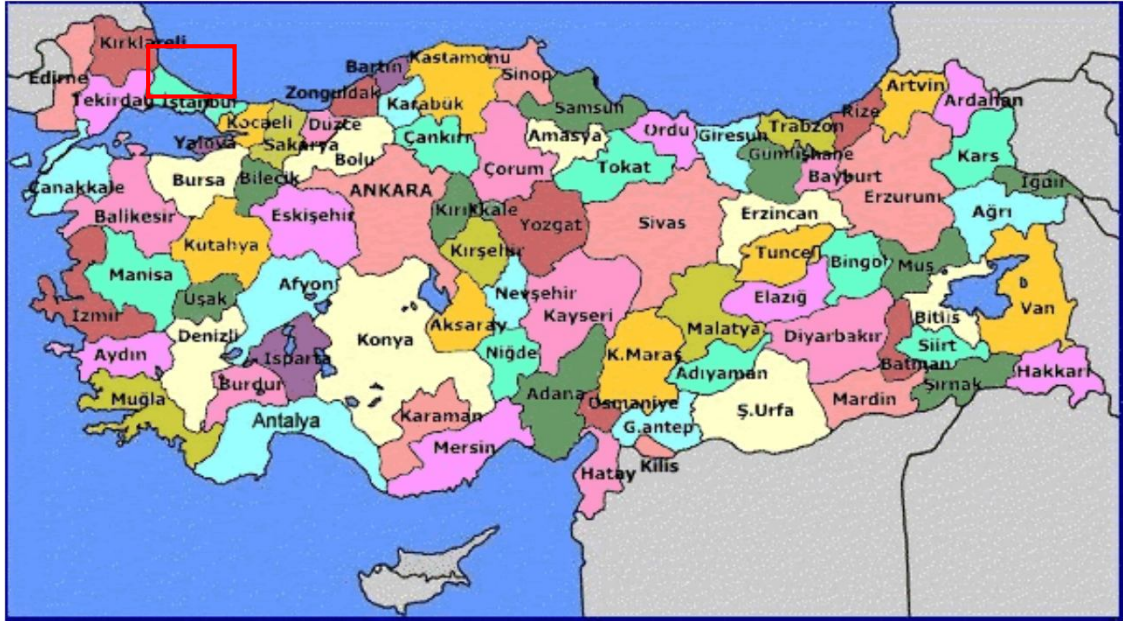 Kırklareli
Edirne
Tekirdağ
İstanbul
Kocaeli
Yalova
Sakarya
Düzce
Zonguldak
Bartın
Karabük
Kastamonu
Sinop
Samsun
Çankırı
Amasya
Ordu
Giresun
Trabzon
Rize
Artvin
Ardahan
Kars
Iğdır
Gümüşhane
Bayburt
Erzurum
Ağrı
Çanakkale
Bursa
Bilecik
Bolu
ANKARA
Çorum
Tokat
Balikesir
Eskişehir
Kırıkkale
Yozgat
Sivas
Erzincan
Kutahya
Kırşehir
Tunceli
Bingöl
Muş
Manisa
Uşak
Afyon
Nevşehir
Kayseri
Malatya
Elazığ
Bitlis
Van
İzmir
Denizli
Konya
Aksaray
Niğde
K.Maraş
Adıyaman
Diyarbakır
Batman
Siirt
Şırnak
Hakkari
Aydın
Isparta
Burdur
Muğla
Antalya
Karaman
Mersin
Adana
Osmaniye
G.antep
Ş.Urfa
Mardin
Hatay
Kilis